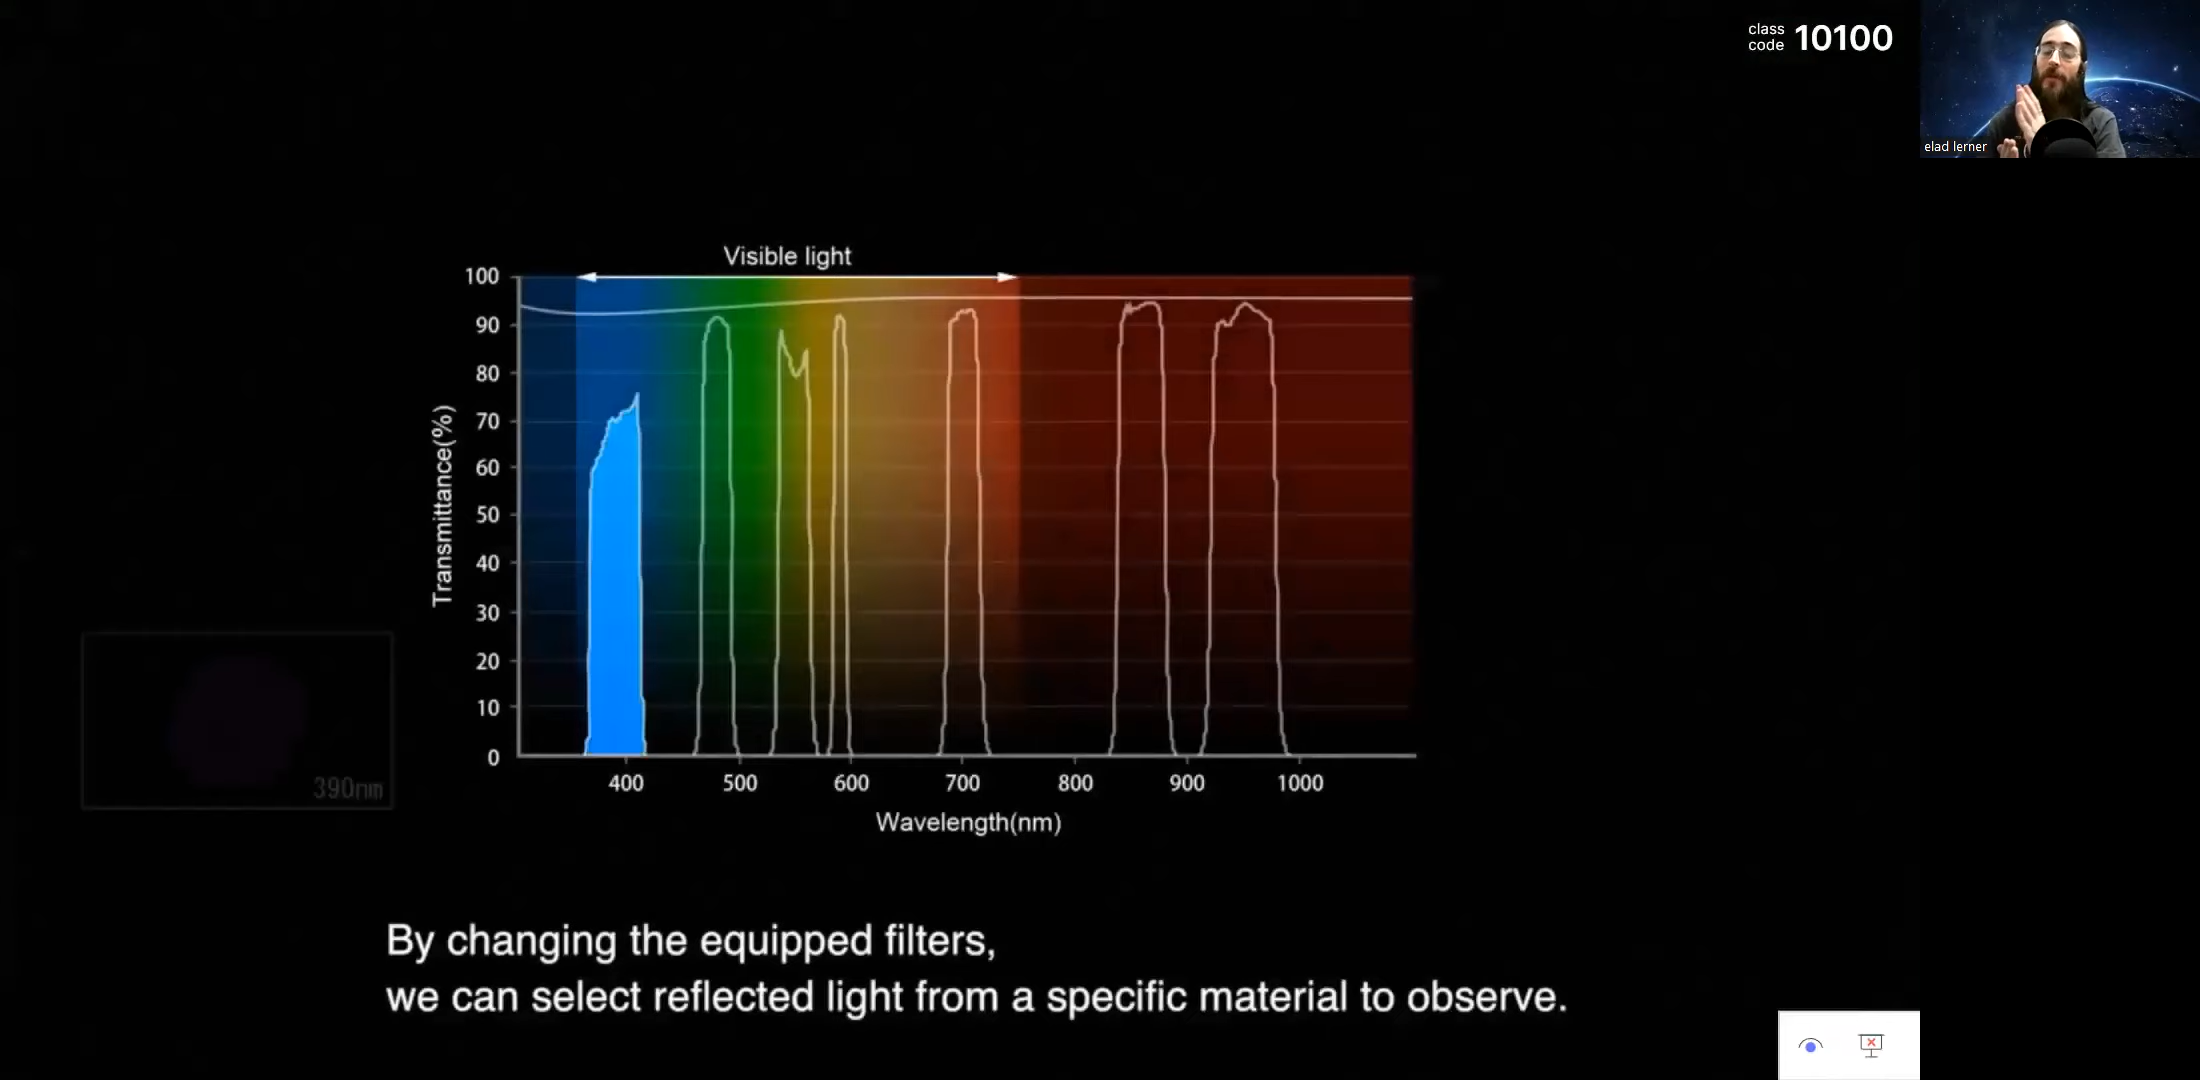 class
code 10100
elad lerner
Visible light
100
90
80
70
60
50
40
30
20
10
0
Transmittance(%)
400 500 600 700 800 900 1000
Wavelength(nm)
390nm
By changing the equipped filters,
we can select reflected light from a specific material to observe.